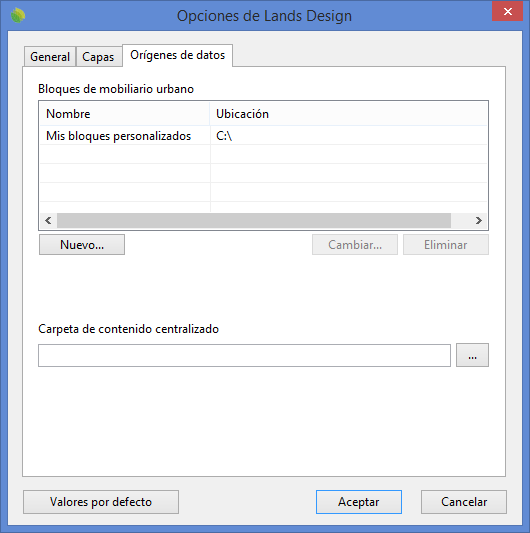 Opciones de Lands Design
General Capas Orígenes de datos
Bloques de mobiliario urbano
Nombre Ubicación
Mis bloques personalizados C:\
Nuevo... Cambiar... Eliminar
Carpeta de contenido centralizado
...
Valores por defecto Aceptar Cancelar